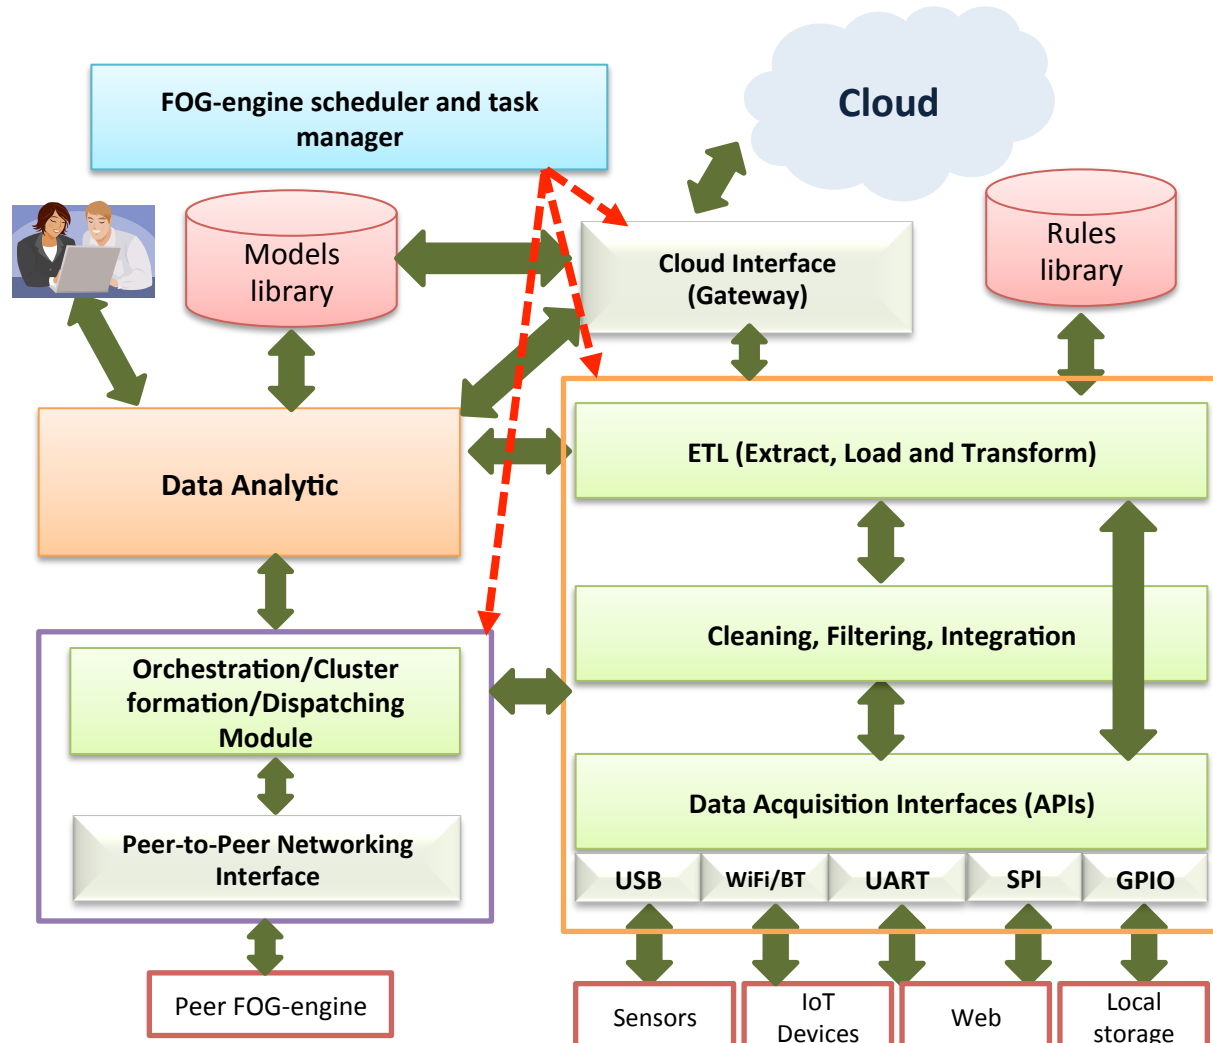 FOG-engine scheduler and task
manager
Cloud
Models
library
Cloud Interface
(Gateway)
Rules
library
Data Analytic
ETL (Extract, Load and Transform)
Cleaning, Filtering, Integration
Orchestration/Cluster
formation/Dispatching
Module
Peer-to-Peer Networking
Interface
Data Acquisition Interfaces (APIs)
USB
WiFi/BT
UART
SPI
GPIO
Peer FOG-engine
Sensors
IoT
Devices
Web
Local
storage